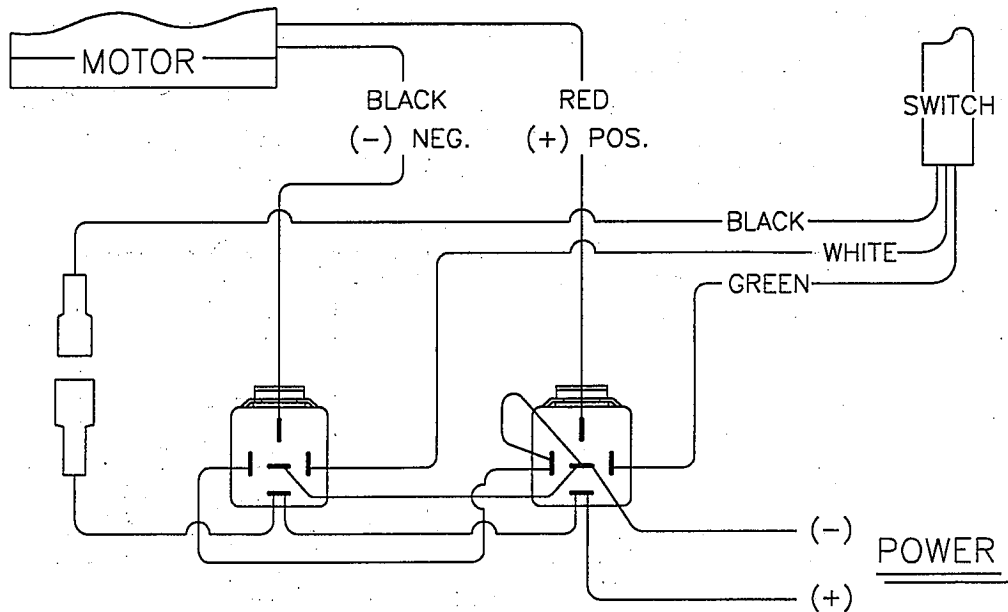 MOTOR
BLACK
(-) NEG.
RED
(+) POS.
SWITCH
BLACK
WHITE
GREEN
(-)
POWER
(+)